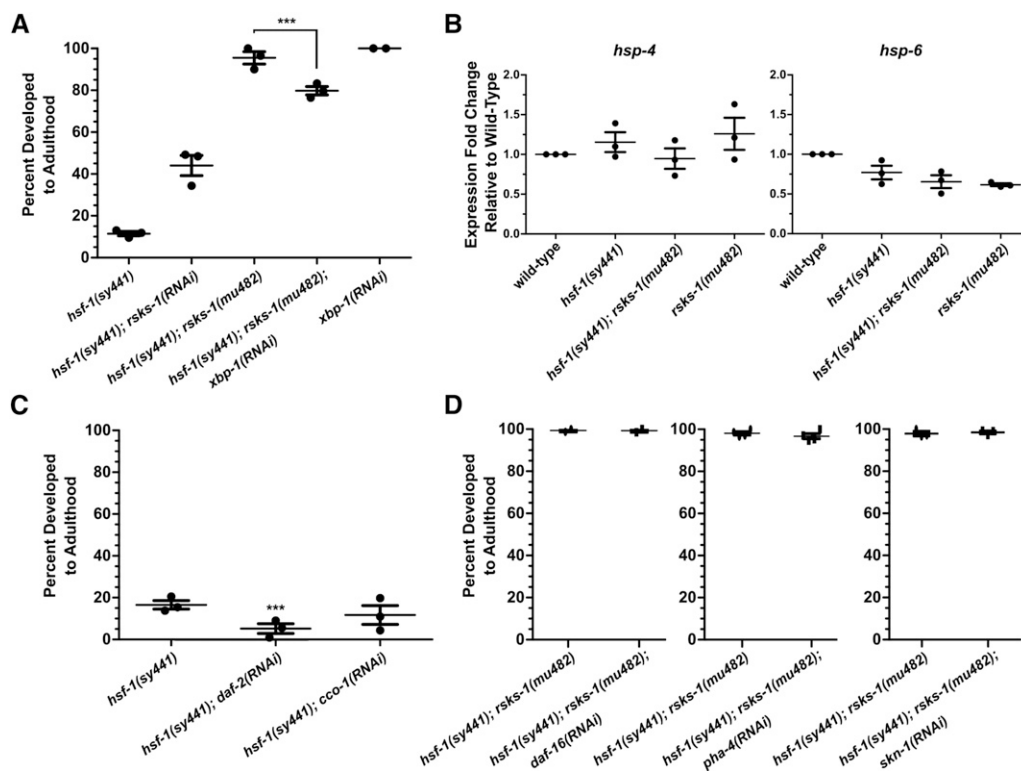 A
Percent Developed
to Adulthood
100
80
60
40
20
0
***
hsf-1(sy441)
hsf-1(sy441); rsks-1(RNAi)
hsf-1(sy441); rsks-1(mu482)
hsf-1(sy441); rsks-1(mu482);
xbp-1(RNAi)
xbp-1(RNAi)
B
hsp-4
hsp-6
Expression Fold Change
Relative to Wild-Type
2.0
1.5
1.0
0.5
0.0
wild-type
hsf-1(sy441)
hsf-1(sy441); rsks-1(mu482)
rsks-1(mu482)
2.0
1.5
1.0
0.5
0.0
wild-type
hsf-1(sy441)
hsf-1(sy441); rsks-1(mu482)
rsks-1(mu482)
C
Percent Developed
to Adulthood
100
80
60
40
20
0
***
hsf-1(sy441)
hsf-1(sy441); daf-2(RNAi)
hsf-1(sy441); cco-1(RNAi)
D
Percent Developed
to Adulthood
100
80
60
40
20
0
hsf-1(sy441); rsks-1(mu482)
hsf-1(sy441); rsks-1(mu482);
daf-16(RNAi)
100
80
60
40
20
0
hsf-1(sy441); rsks-1(mu482)
hsf-1(sy441); rsks-1(mu482);
pha-4(RNAi)
100
80
60
40
20
0
hsf-1(sy441); rsks-1(mu482)
hsf-1(sy441); rsks-1(mu482);
skn-1(RNAi)